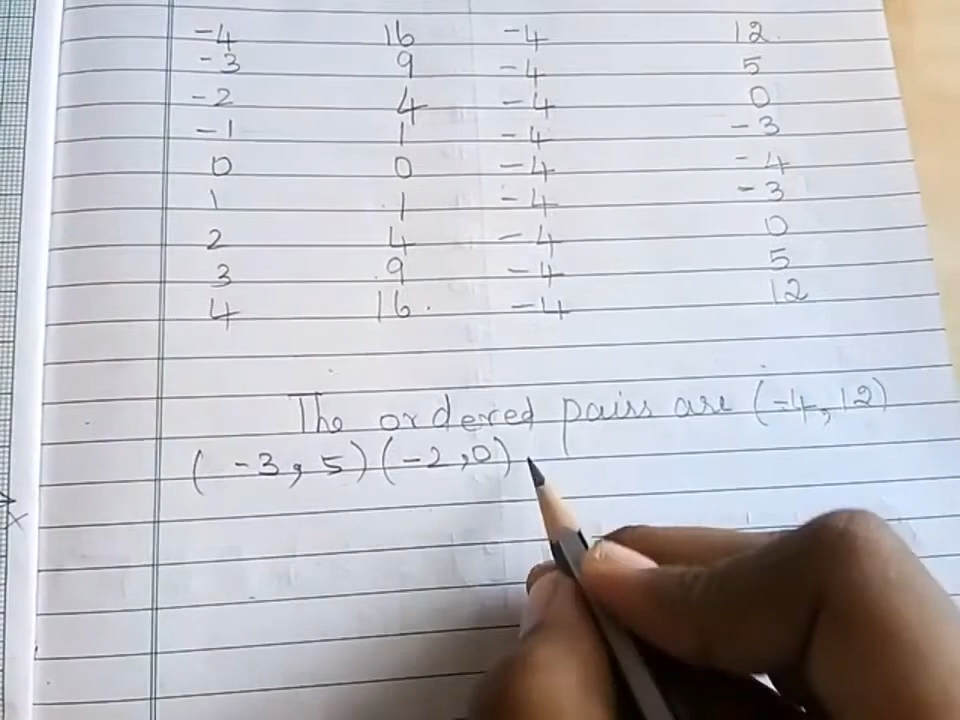 -4 16 -4 12
-3 9 -4 5
-2 4 -4 0
-1 1 -4 -3
0 0 -4 -4
1 1 -4 -3
2 4 -4 0
3 9 -4 5
4 16 -4 12
The ordered pairs are (-4, 12)
(-3, 5) (-2, 0)
X